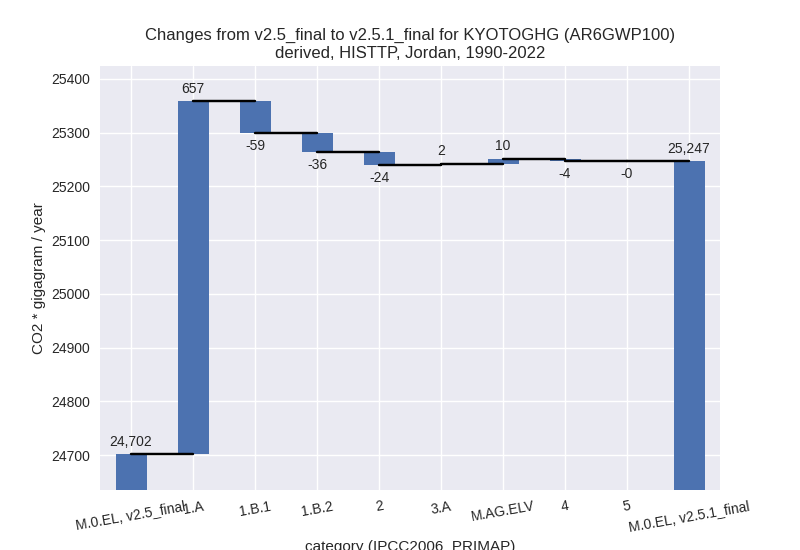 Changes from v2.5_final to v2.5.1_final for KYOTOGHG (AR6GWP100)
derived, HISTTP, Jordan, 1990-2022
25400
25300
25200
25100
25000
24900
24800
24700
CO2 * gigagram / year
24,702
657
-59
-36
-24
2
10
-4
-0
25,247
M.0.EL, v2.5_final
1.A
1.B.1
1.B.2
2
3.A
M.AG.ELV
4
5
M.0.EL, v2.5.1_final
category (IPCC2006_PRIMAP)